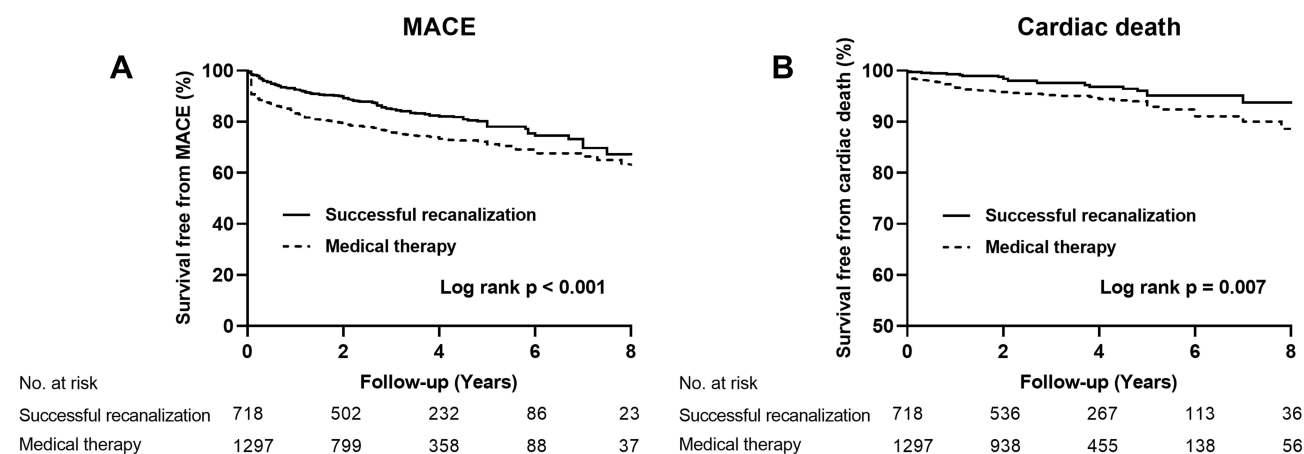 MACE
A
Survival free from MACE (%)
100
80
60
40
20
0
Successful recanalization
Medical therapy
Log rank p < 0.001
0 2 4 6 8
Follow-up (Years)
No. at risk
Successful recanalization 718 502 232 86 23
Medical therapy 1297 799 358 88 37
Cardiac death
B
Survival free from cardiac death (%)
100
90
80
70
60
50
Successful recanalization
Medical therapy
Log rank p = 0.007
0 2 4 6 8
Follow-up (Years)
No. at risk
Successful recanalization 718 536 267 113 36
Medical therapy 1297 938 455 138 56